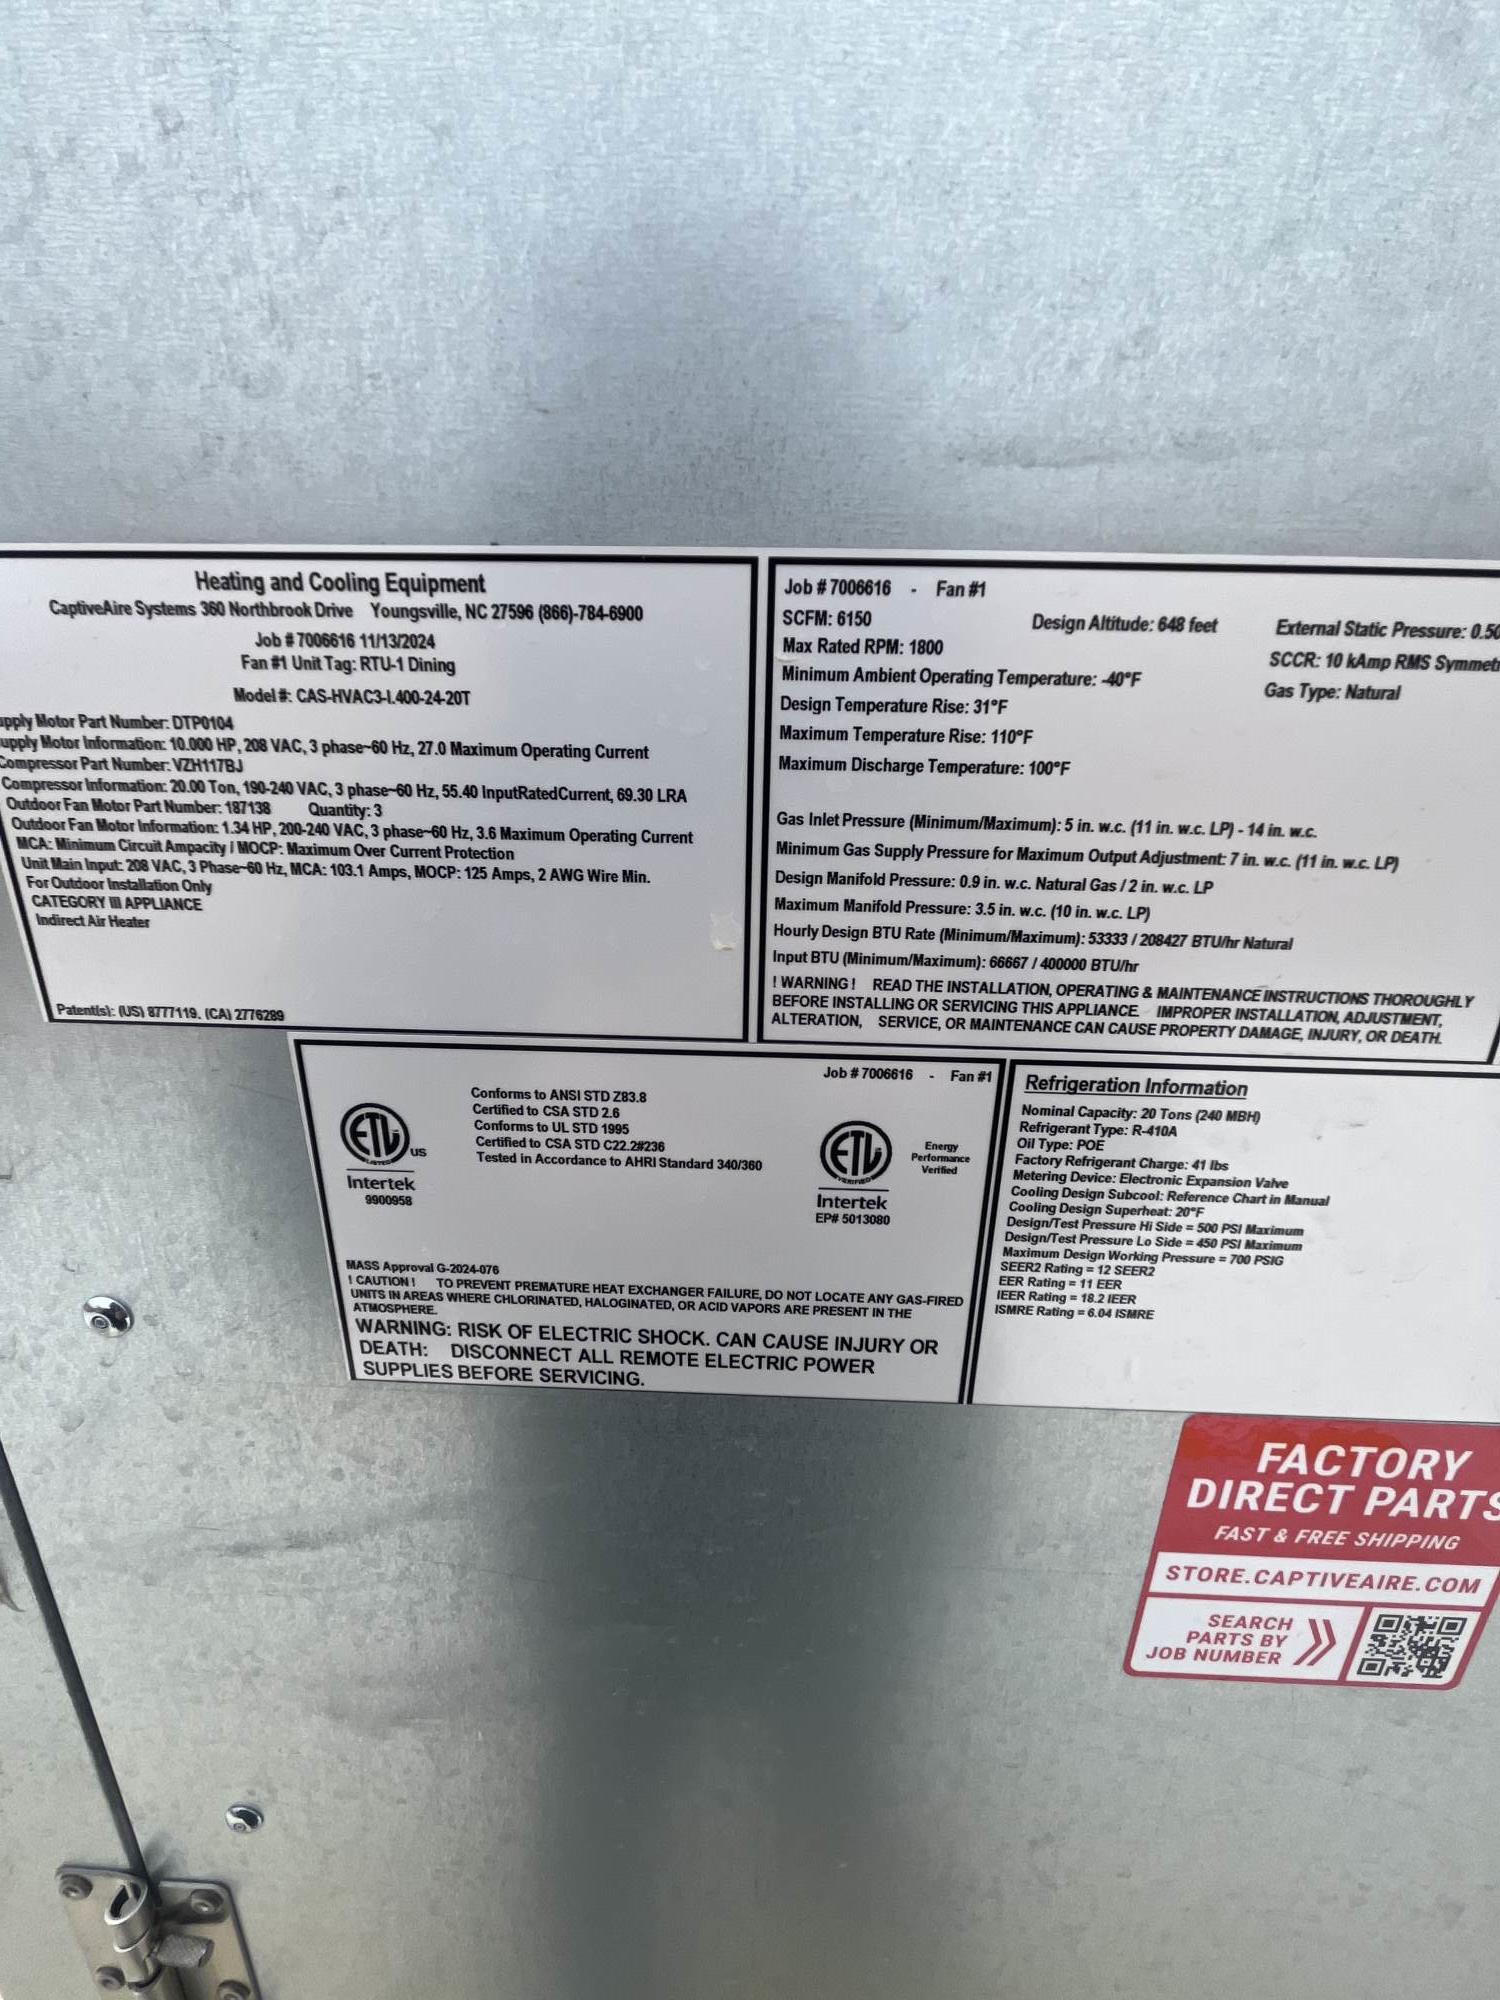 Heating and Cooling Equipment
CaptiveAire Systems 360 Northbrook Drive Youngsville, NC 27596 (866)-784-6900
Job # 7006616 11/13/2024
Fan #1 Unit Tag: RTU-1 Dining
Model #: CAS-HVAC3-I.400-24-20T
upply Motor Part Number: DTP0104
upply Motor Information: 10.000 HP, 208 VAC, 3 phase~60 Hz, 27.0 Maximum Operating Current
Compressor Part Number: VZH117BJ
Compressor Information: 20.00 Ton, 190-240 VAC, 3 phase~60 Hz, 55.40 InputRatedCurrent, 69.30 LRA
Outdoor Fan Motor Part Number: 187138 Quantity: 3
Outdoor Fan Motor Information: 1.34 HP, 200-240 VAC, 3 phase~60 Hz, 3.6 Maximum Operating Current
MCA: Minimum Circuit Ampacity / MOCP: Maximum Over Current Protection
Unit Main Input: 208 VAC, 3 Phase~60 Hz, MCA: 103.1 Amps, MOCP: 125 Amps, 2 AWG Wire Min.
For Outdoor Installation Only
CATEGORY III APPLIANCE
Indirect Air Heater
Patent(s): (US) 8777119, (CA) 2776289
Job # 7006616 - Fan #1
SCFM: 6150 Design Altitude: 648 feet External Static Pressure: 0.50
Max Rated RPM: 1800 SCCR: 10 kAmp RMS Symmetr
Minimum Ambient Operating Temperature: -40°F Gas Type: Natural
Design Temperature Rise: 31°F
Maximum Temperature Rise: 110°F
Maximum Discharge Temperature: 100°F
Gas Inlet Pressure (Minimum/Maximum): 5 in. w.c. (11 in. w.c. LP) - 14 in. w.c.
Minimum Gas Supply Pressure for Maximum Output Adjustment: 7 in. w.c. (11 in. w.c. LP)
Design Manifold Pressure: 0.9 in. w.c. Natural Gas / 2 in. w.c. LP
Maximum Manifold Pressure: 3.5 in. w.c. (10 in. w.c. LP)
Hourly Design BTU Rate (Minimum/Maximum): 53333 / 208427 BTU/hr Natural
Input BTU (Minimum/Maximum): 66667 / 400000 BTU/hr
! WARNING ! READ THE INSTALLATION, OPERATING & MAINTENANCE INSTRUCTIONS THOROUGHLY
BEFORE INSTALLING OR SERVICING THIS APPLIANCE. IMPROPER INSTALLATION, ADJUSTMENT,
ALTERATION, SERVICE, OR MAINTENANCE CAN CAUSE PROPERTY DAMAGE, INJURY, OR DEATH.
Job # 7006616 - Fan #1
Conforms to ANSI STD Z83.8
Certified to CSA STD 2.6
Conforms to UL STD 1995
Certified to CSA STD C22.2#236
Tested in Accordance to AHRI Standard 340/360
ETL
LISTED
US
Intertek
9900958
ETL
VERIFIED
Energy
Performance
Verified
Intertek
EP# 5013080
MASS Approval G-2024-076
! CAUTION ! TO PREVENT PREMATURE HEAT EXCHANGER FAILURE, DO NOT LOCATE ANY GAS-FIRED
UNITS IN AREAS WHERE CHLORINATED, HALOGINATED, OR ACID VAPORS ARE PRESENT IN THE
ATMOSPHERE.
WARNING: RISK OF ELECTRIC SHOCK. CAN CAUSE INJURY OR
DEATH: DISCONNECT ALL REMOTE ELECTRIC POWER
SUPPLIES BEFORE SERVICING.
Refrigeration Information
Nominal Capacity: 20 Tons (240 MBH)
Refrigerant Type: R-410A
Oil Type: POE
Factory Refrigerant Charge: 41 lbs
Metering Device: Electronic Expansion Valve
Cooling Design Subcool: Reference Chart in Manual
Cooling Design Superheat: 20°F
Design/Test Pressure Hi Side = 500 PSI Maximum
Design/Test Pressure Lo Side = 450 PSI Maximum
Maximum Design Working Pressure = 700 PSIG
SEER2 Rating = 12 SEER2
EER Rating = 11 EER
IEER Rating = 18.2 IEER
ISMRE Rating = 6.04 ISMRE
FACTORY
DIRECT PARTS
FAST & FREE SHIPPING
STORE.CAPTIVEAIRE.COM
SEARCH
PARTS BY
JOB NUMBER